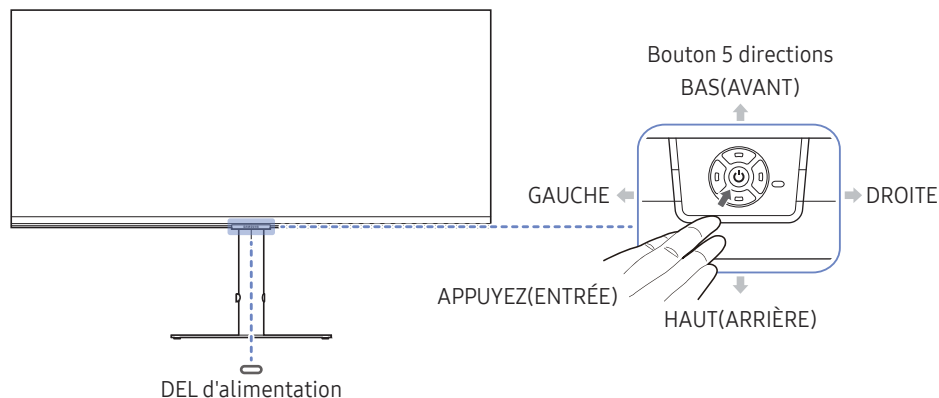 Bouton 5 directions
BAS(AVANT)
GAUCHE
DROITE
APPUYEZ(ENTRÉE)
HAUT(ARRIÈRE)
DEL d'alimentation